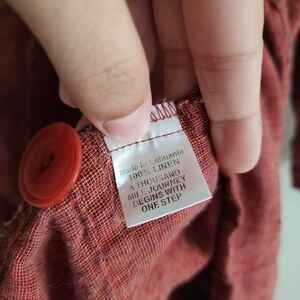 Made in Lithuania
100% LINEN
A THOUSAND
MILE JOURNEY
BEGINS WITH
ONE STEP